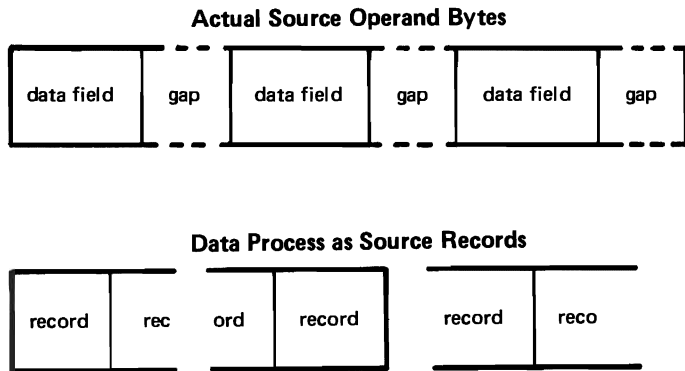 Actual Source Operand Bytes
data field gap data field gap data field gap
Data Process as Source Records
record rec ord record record reco